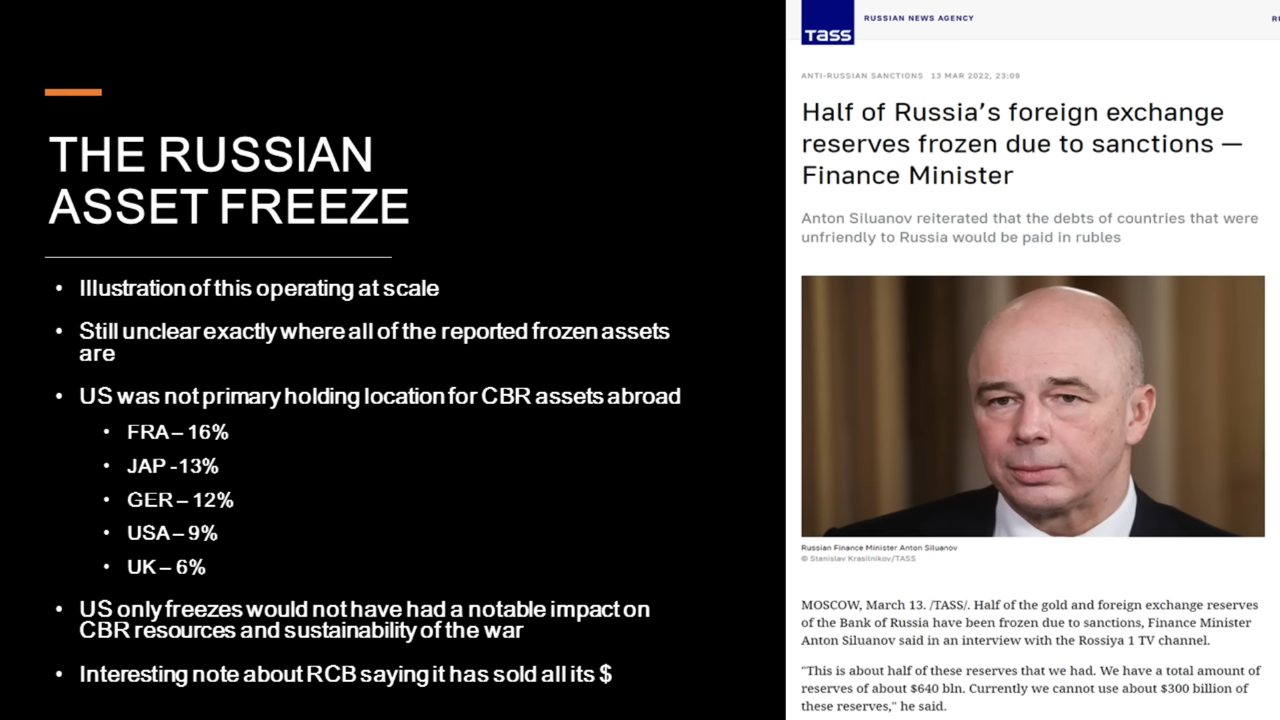 THE RUSSIAN
ASSET FREEZE
• Illustration of this operating at scale
• Still unclear exactly where all of the reported frozen assets
are
• US was not primary holding location for CBR assets abroad
• FRA – 16%
• JAP -13%
• GER – 12%
• USA – 9%
• UK – 6%
• US only freezes would not have had a notable impact on
CBR resources and sustainability of the war
• Interesting note about RCB saying it has sold all its $
TASS
RUSSIAN NEWS AGENCY
ANTI-RUSSIAN SANCTIONS 13 MAR 2022, 23:09
Half of Russia’s foreign exchange
reserves frozen due to sanctions —
Finance Minister
Anton Siluanov reiterated that the debts of countries that were
unfriendly to Russia would be paid in rubles
Russian Finance Minister Anton Siluanov
© Stanislav Krasilnikov/TASS
MOSCOW, March 13. /TASS/. Half of the gold and foreign exchange reserves
of the Bank of Russia have been frozen due to sanctions, Finance Minister
Anton Siluanov said in an interview with the Rossiya 1 TV channel.
"This is about half of these reserves that we had. We have a total amount of
reserves of about $640 bln. Currently we cannot use about $300 billion of
these reserves," he said.